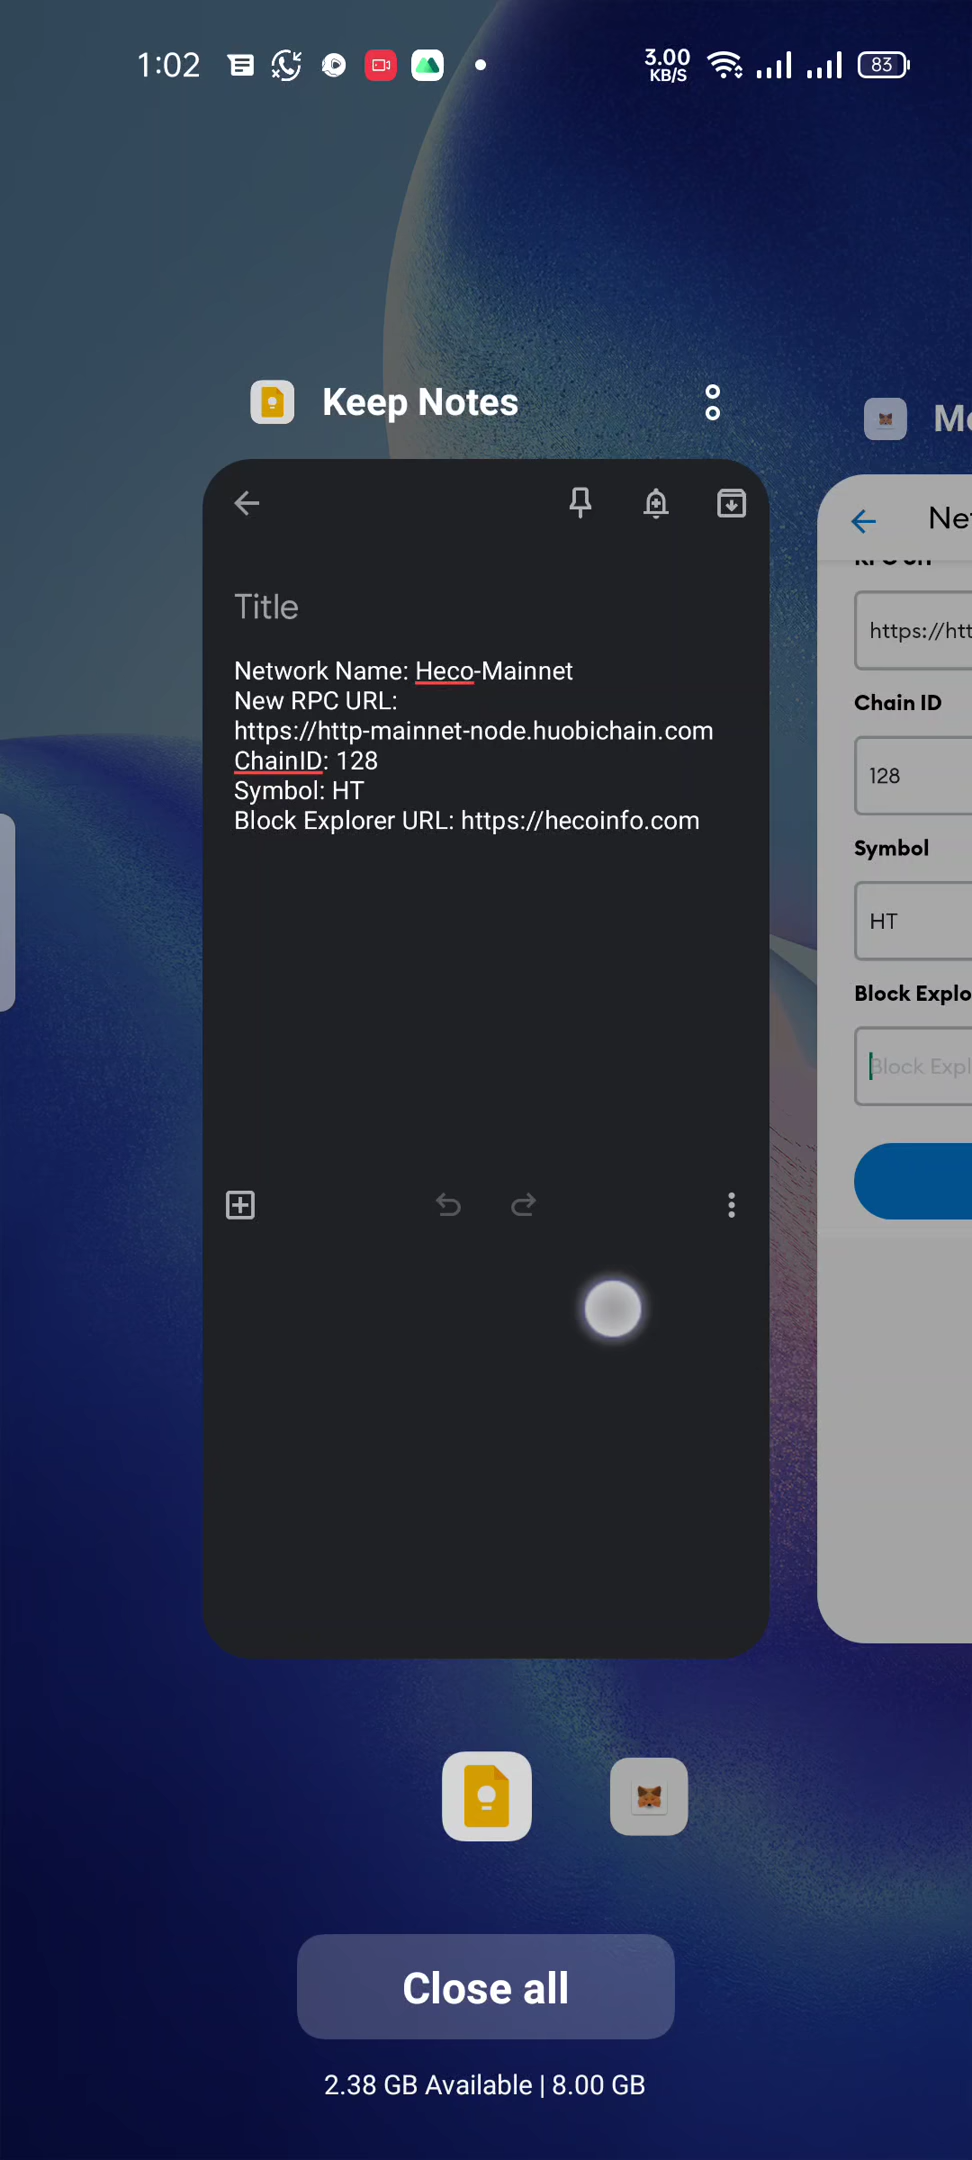 1:02
3.00
KB/S
83
Keep Notes
Title
Network Name: Heco-Mainnet
New RPC URL:
https://http-mainnet-node.huobichain.com
ChainID: 128
Symbol: HT
Block Explorer URL: https://hecoinfo.com
https://htt
Chain ID
128
Symbol
HT
Block Explo
Block Expl
Close all
2.38 GB Available | 8.00 GB